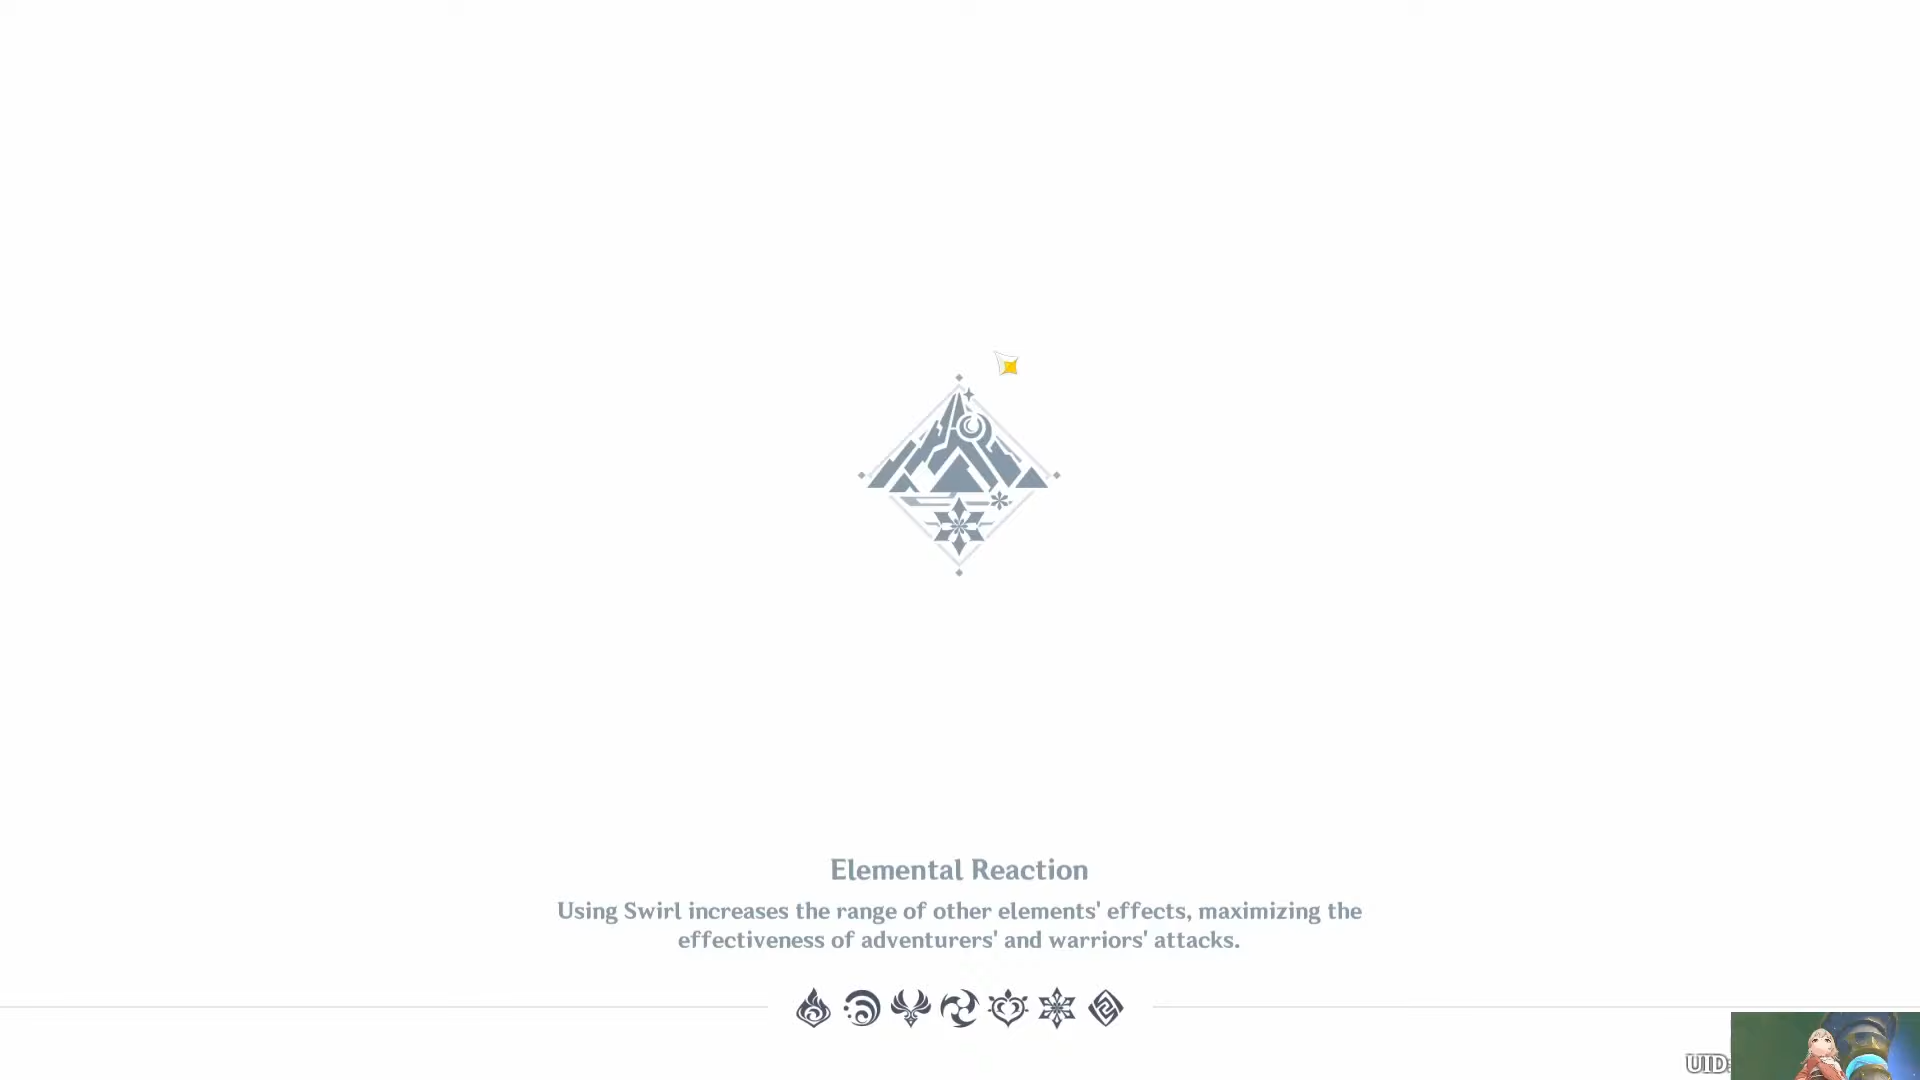 Elemental Reaction
Using Swirl increases the range of other elements' effects, maximizing the
effectiveness of adventurers' and warriors' attacks.
UID: